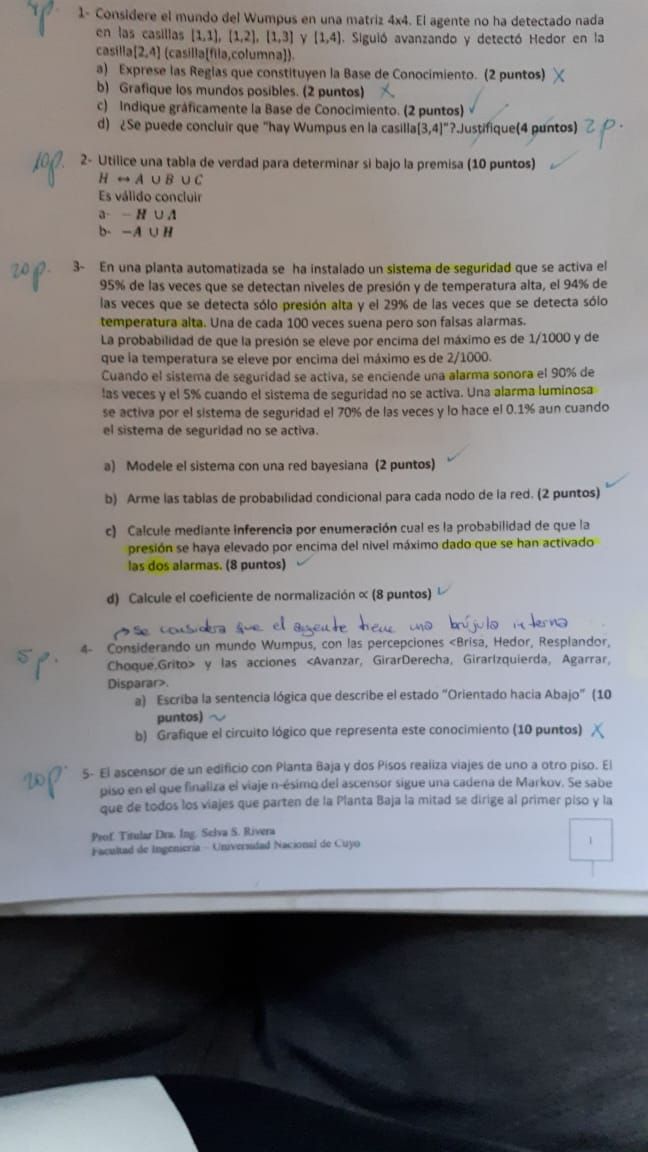 4p.
1- Considere el mundo del Wumpus en una matriz 4x4. El agente no ha detectado nada
en las casillas [1,1], [1,2], [1,3] y [1,4]. Siguió avanzando y detectó Hedor en la
casilla[2,4] (casilla[fila,columna]).
a) Exprese las Reglas que constituyen la Base de Conocimiento. (2 puntos) X
b) Grafique los mundos posibles. (2 puntos) X
c) Indique gráficamente la Base de Conocimiento. (2 puntos) ✓
d) ¿Se puede concluir que "hay Wumpus en la casilla[3,4]"?.Justifique(4 puntos) 2p.
10p. 2- Utilice una tabla de verdad para determinar si bajo la premisa (10 puntos) ✓
H ↔ A ∪ B ∪ C
Es válido concluir
a- − H ∪ A
b- −A ∪ H
20p. 3- En una planta automatizada se ha instalado un sistema de seguridad que se activa el
95% de las veces que se detectan niveles de presión y de temperatura alta, el 94% de
las veces que se detecta sólo presión alta y el 29% de las veces que se detecta sólo
temperatura alta. Una de cada 100 veces suena pero son falsas alarmas.
La probabilidad de que la presión se eleve por encima del máximo es de 1/1000 y de
que la temperatura se eleve por encima del máximo es de 2/1000.
Cuando el sistema de seguridad se activa, se enciende una alarma sonora el 90% de
las veces y el 5% cuando el sistema de seguridad no se activa. Una alarma luminosa
se activa por el sistema de seguridad el 70% de las veces y lo hace el 0.1% aun cuando
el sistema de seguridad no se activa.
a) Modele el sistema con una red bayesiana (2 puntos) ✓
b) Arme las tablas de probabilidad condicional para cada nodo de la red. (2 puntos) ✓
c) Calcule mediante inferencia por enumeración cual es la probabilidad de que la
presión se haya elevado por encima del nivel máximo dado que se han activado
las dos alarmas. (8 puntos) ✓
d) Calcule el coeficiente de normalización ∝ (8 puntos) ✓
→ se considera que el agente tiene una brújula interna
5p. 4- Considerando un mundo Wumpus, con las percepciones <Brisa, Hedor, Resplandor,
Choque,Grito> y las acciones <Avanzar, GirarDerecha, GirarIzquierda, Agarrar,
Disparar>.
a) Escriba la sentencia lógica que describe el estado "Orientado hacia Abajo" (10
puntos) ~
b) Grafique el circuito lógico que representa este conocimiento (10 puntos) X
20p. 5- El ascensor de un edificio con Planta Baja y dos Pisos realiza viajes de uno a otro piso. El
piso en el que finaliza el viaje n-ésimo del ascensor sigue una cadena de Markov. Se sabe
que de todos los viajes que parten de la Planta Baja la mitad se dirige al primer piso y la
Prof. Titular Dra. Ing. Selva S. Rivera
Facultad de Ingeniería – Universidad Nacional de Cuyo
1